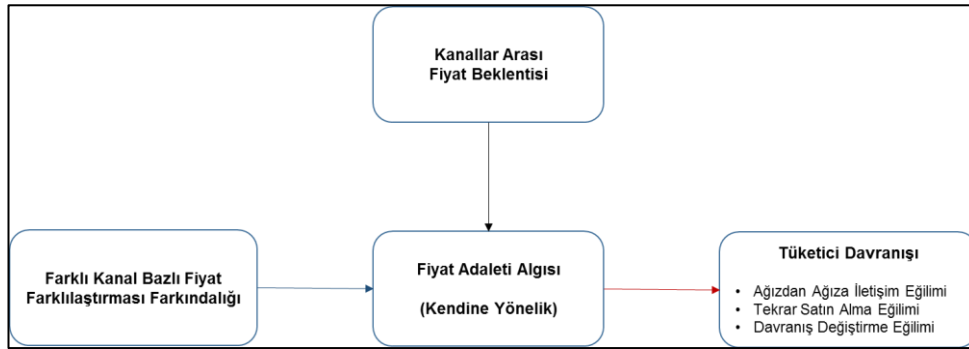 Kanallar Arası
Fiyat Beklentisi
Farklı Kanal Bazlı Fiyat
Farklılaştırması Farkındalığı
Fiyat Adaleti Algısı
(Kendine Yönelik)
Tüketici Davranışı
• Ağızdan Ağıza İletişim Eğilimi
• Tekrar Satın Alma Eğilimi
• Davranış Değiştirme Eğilimi